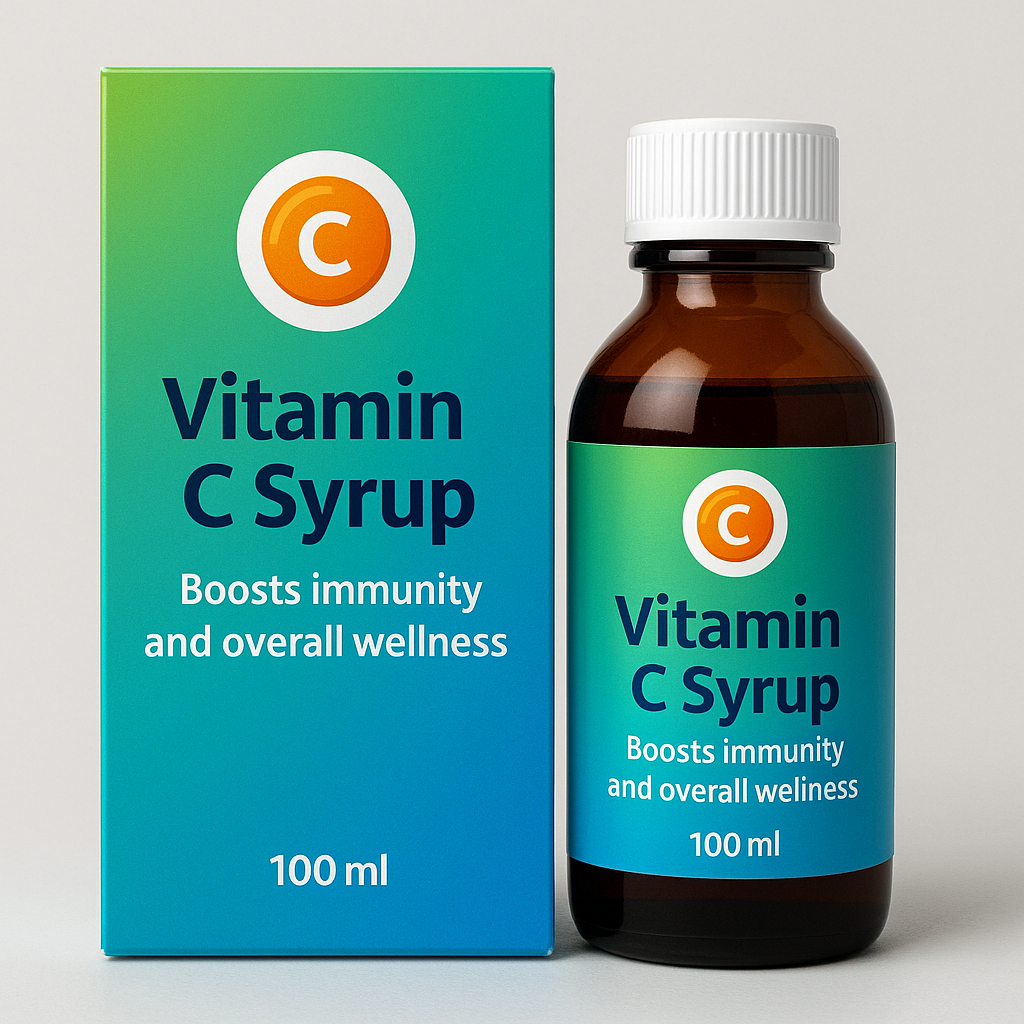 C
Vitamin
C Syrup
Boosts immunity
and overall wellness
100 ml
C
Vitamin
C Syrup
Boosts immunity
and overall weliness
100 ml